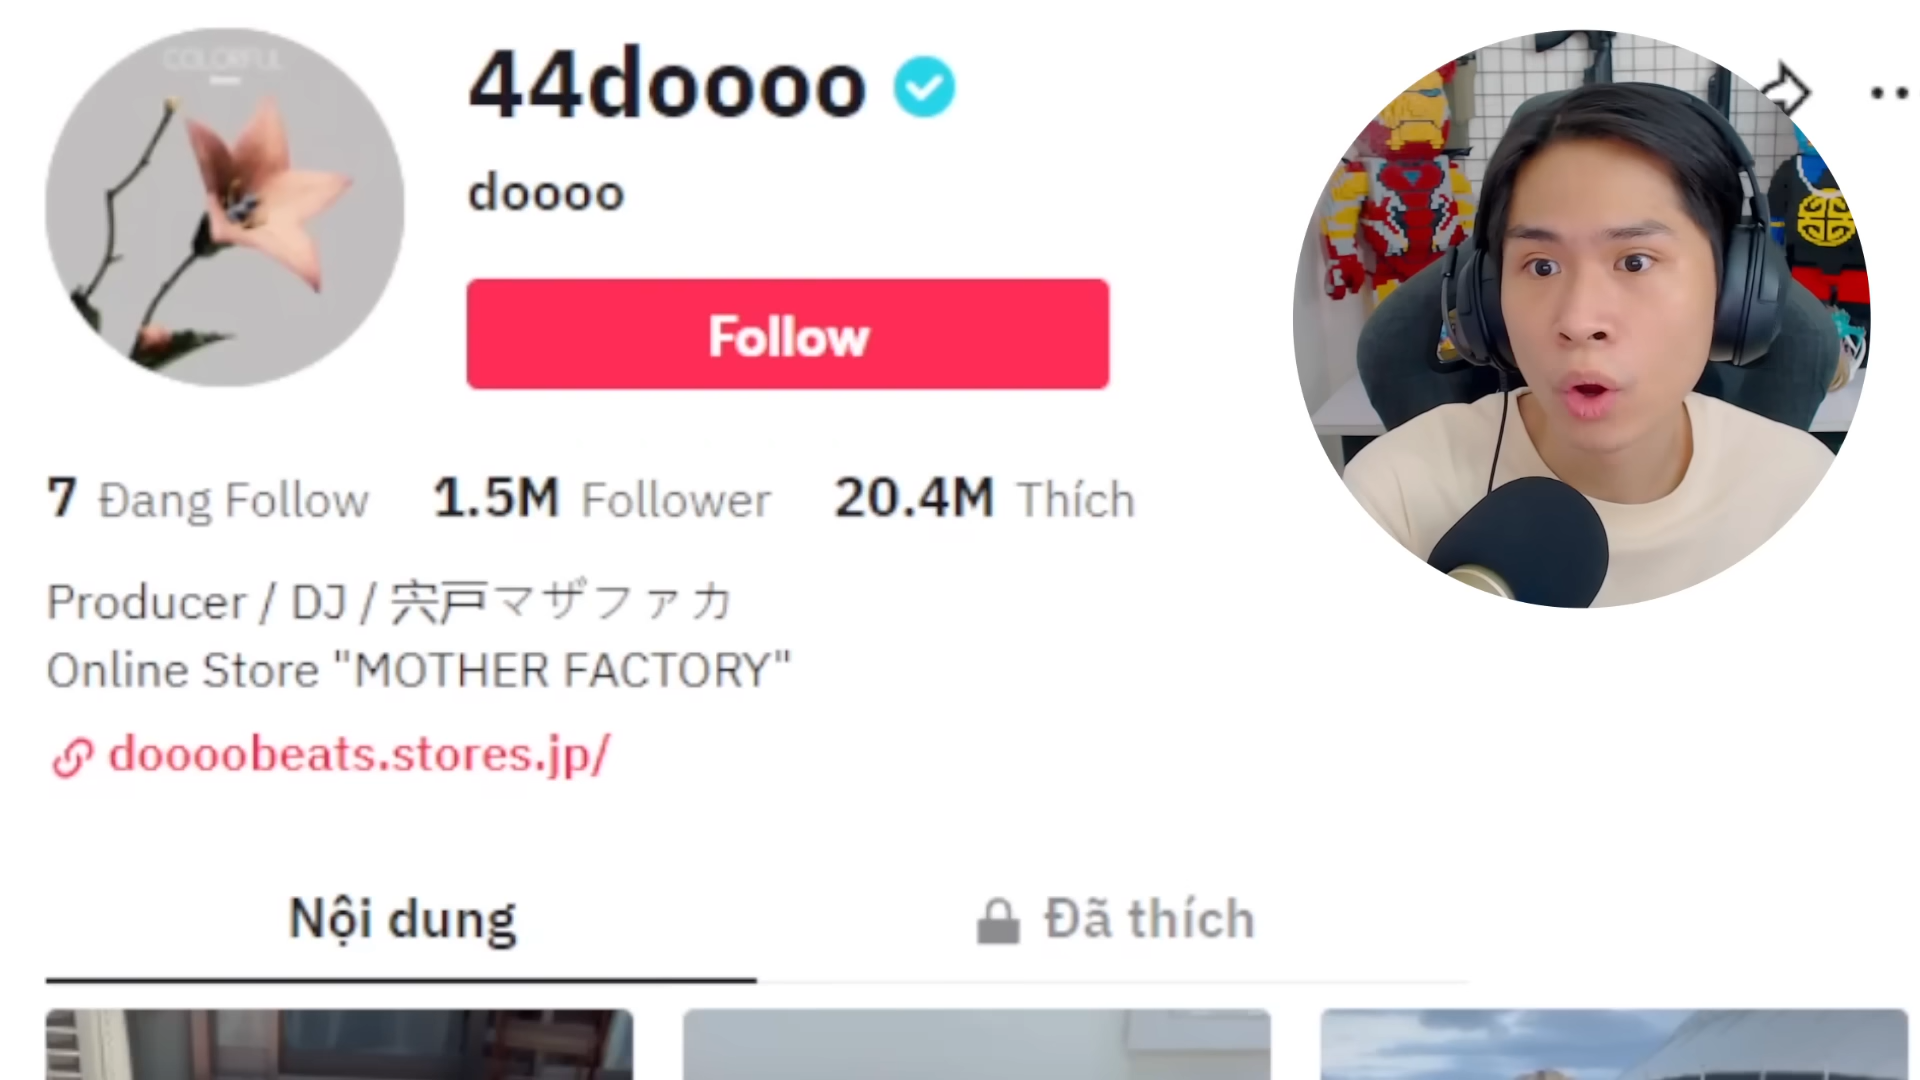 COLORFUL
44doooo
doooo
Follow
7 Đang Follow 1.5M Follower 20.4M Thích
Producer / DJ / 宍戸マザファカ
Online Store "MOTHER FACTORY"
doooobeats.stores.jp/
Nội dung Đã thích